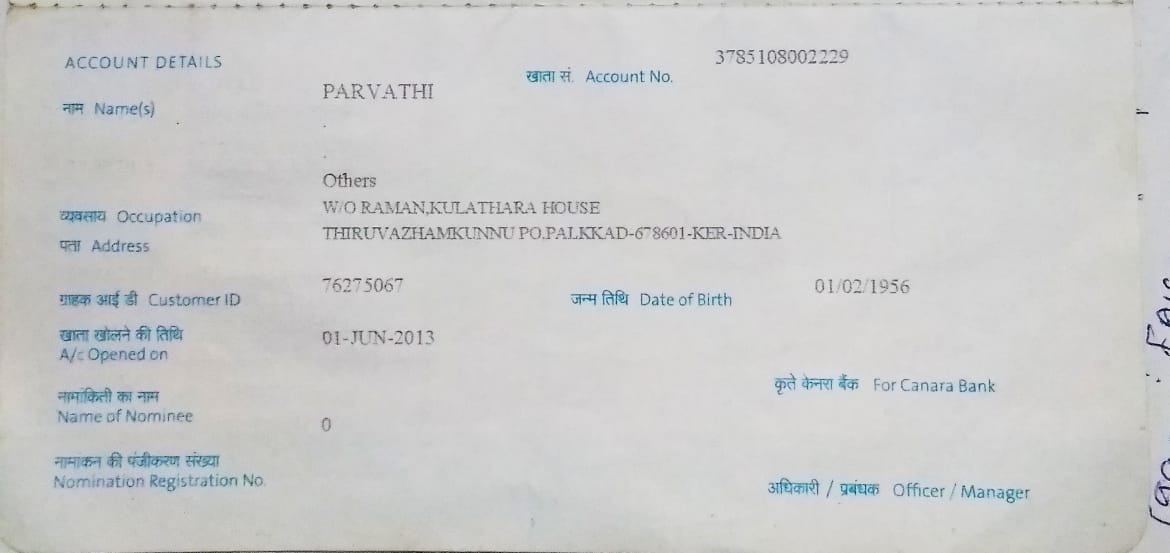 ACCOUNT DETAILS
खाता सं. Account No. 3785108002229
नाम Name(s) PARVATHI
Others
व्यवसाय Occupation W/O RAMAN,KULATHARA HOUSE
पता Address THIRUVAZHAMKUNNU PO,PALKKAD-678601-KER-INDIA
ग्राहक आई डी Customer ID 76275067
जन्म तिथि Date of Birth 01/02/1956
खाता खोलने की तिथि
A/c Opened on 01-JUN-2013
नामांकिती का नाम
Name of Nominee 0
कृते केनरा बैंक For Canara Bank
नामांकन की पंजीकरण संख्या
Nomination Registration No.
अधिकारी / प्रबंधक Officer / Manager